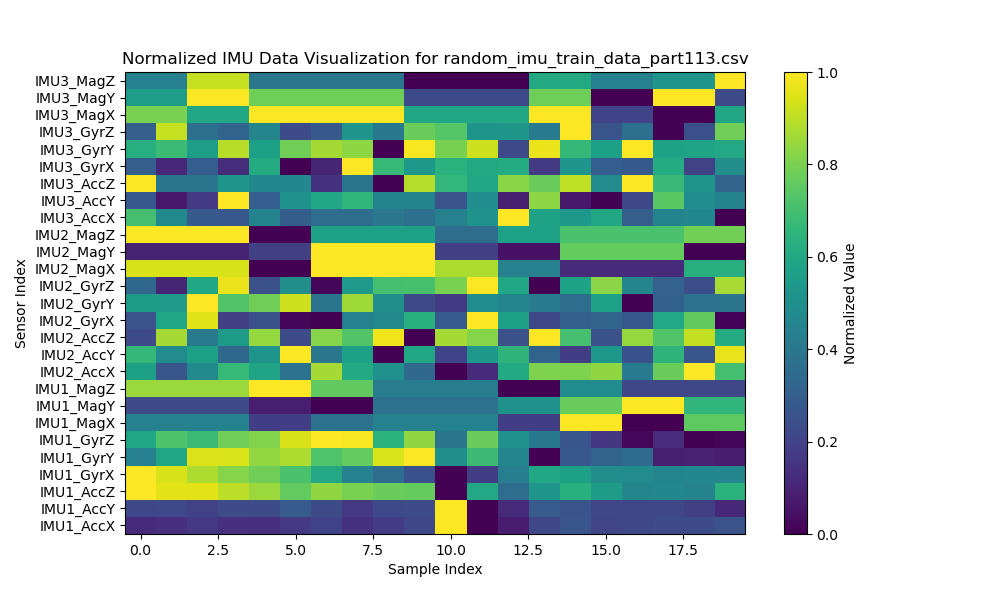 Normalized IMU Data Visualization for random_imu_train_data_part113.csv
IMU3_MagZ
IMU3_MagY
IMU3_MagX
IMU3_GyrZ
IMU3_GyrY
IMU3_GyrX
IMU3_AccZ
IMU3_AccY
IMU3_AccX
IMU2_MagZ
IMU2_MagY
IMU2_MagX
IMU2_GyrZ
IMU2_GyrY
IMU2_GyrX
IMU2_AccZ
IMU2_AccY
IMU2_AccX
IMU1_MagZ
IMU1_MagY
IMU1_MagX
IMU1_GyrZ
IMU1_GyrY
IMU1_GyrX
IMU1_AccZ
IMU1_AccY
IMU1_AccX
Sensor Index
0.0 2.5 5.0 7.5 10.0 12.5 15.0 17.5
Sample Index
1.0
0.8
0.6
0.4
0.2
0.0
Normalized Value